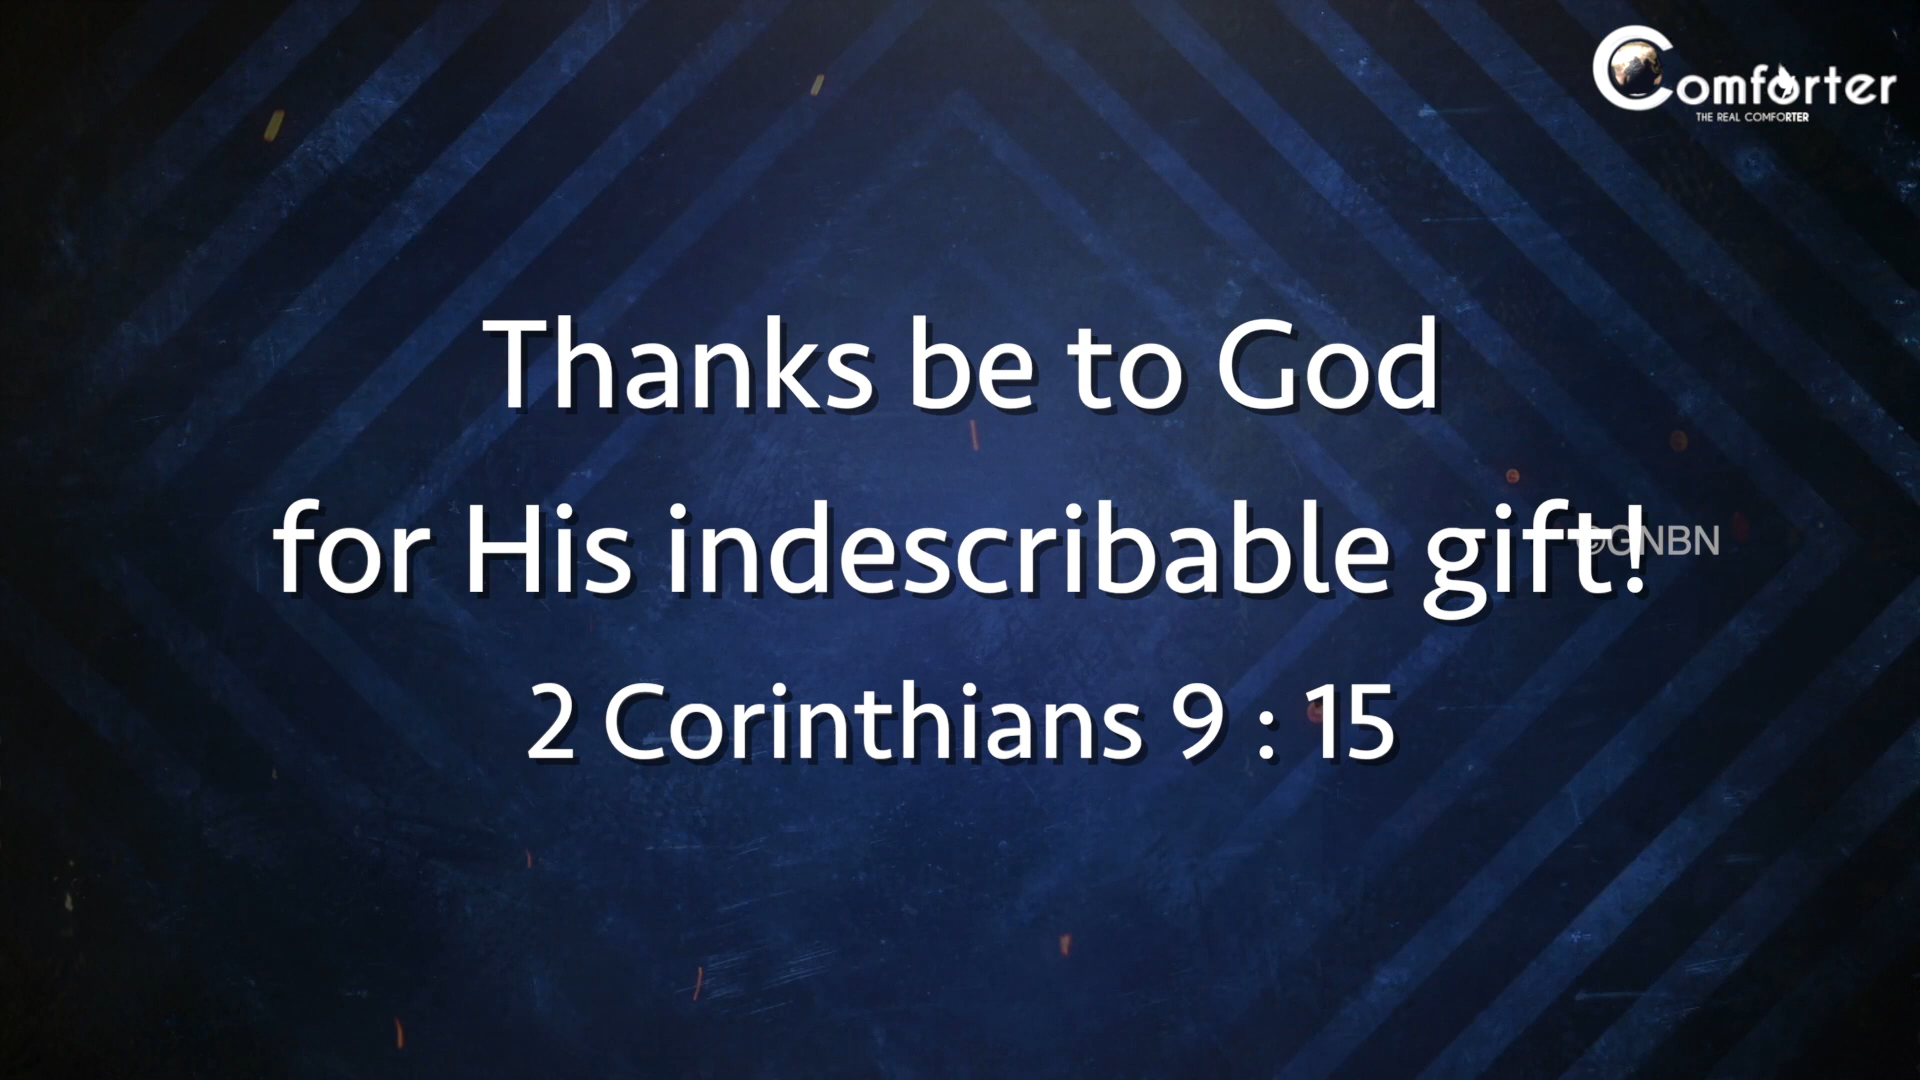 Comforter
THE REAL COMFORTER
Thanks be to God
for His indescribable gift!
©GNBN
2 Corinthians 9 : 15